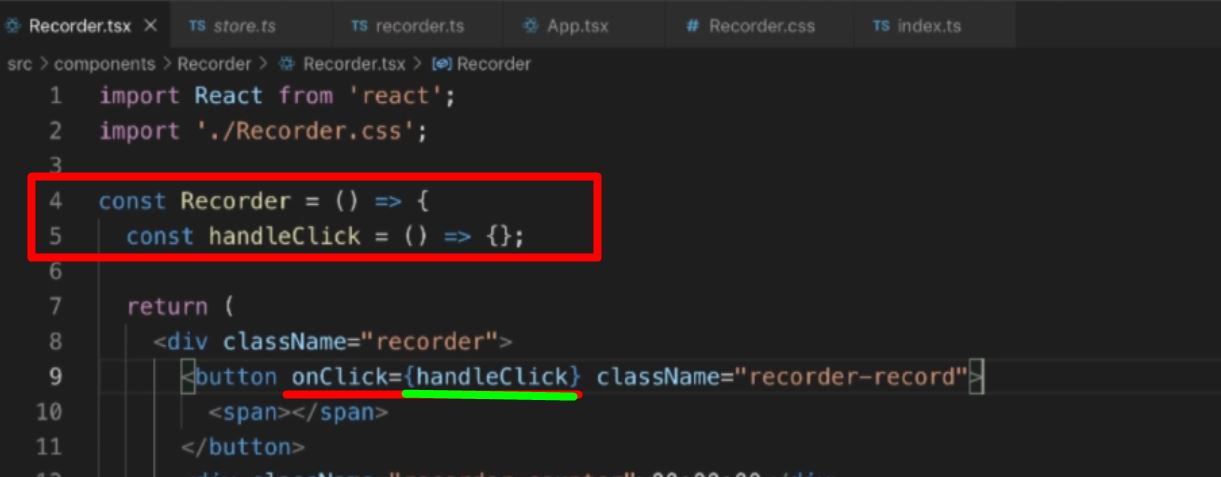 Recorder.tsx × TS store.ts TS recorder.ts App.tsx # Recorder.css TS index.ts
src > components > Recorder > Recorder.tsx > Recorder
1 import React from 'react';
2 import './Recorder.css';
3
4 const Recorder = () => {
5 const handleClick = () => {};
6
7 return (
8 <div className="recorder">
9 <button onClick={handleClick} className="recorder-record">
10 <span></span>
11 </button>